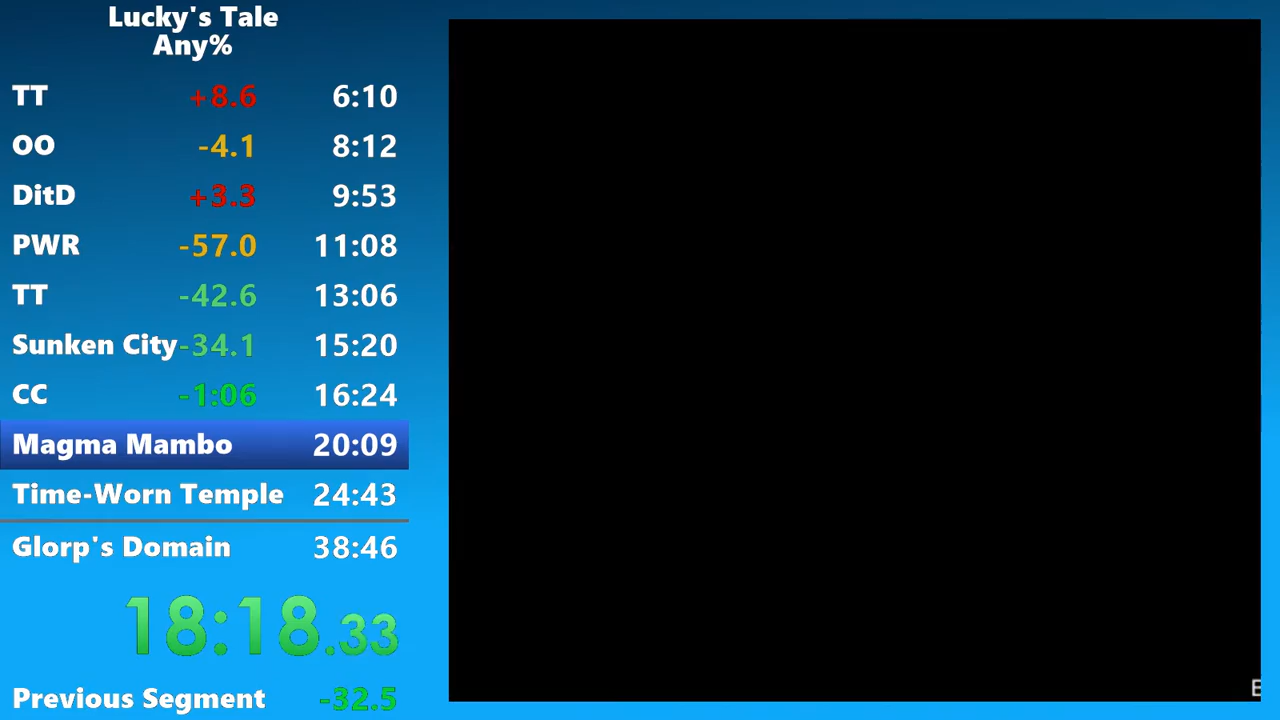 Lucky's Tale
Any%
TT +8.6 6:10
OO -4.1 8:12
DitD +3.3 9:53
PWR -57.0 11:08
TT -42.6 13:06
Sunken City -34.1 15:20
CC -1:06 16:24
Magma Mambo 20:09
Time-Worn Temple 24:43
Glorp's Domain 38:46
18:18.33
Previous Segment -32.5